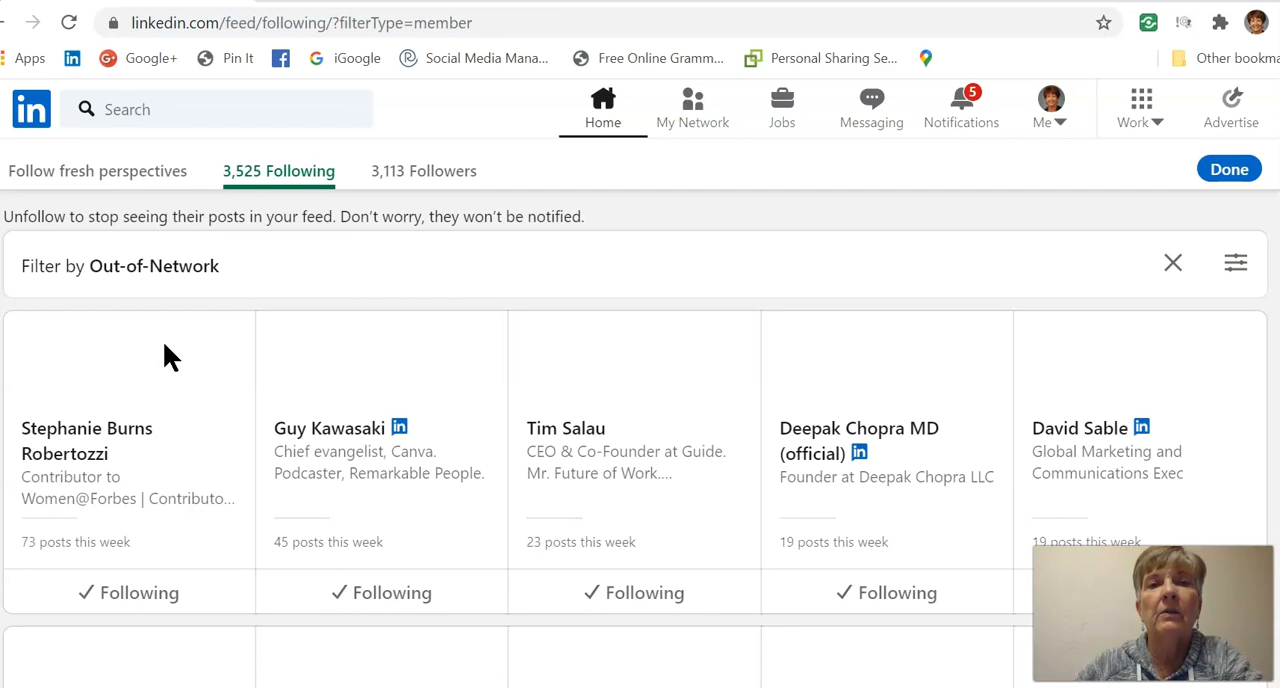 linkedin.com/feed/following/?filterType=member
Apps
Google+
Pin It
iGoogle
Social Media Mana...
Free Online Gramm...
Personal Sharing Se...
Other bookma
in
Search
Home
My Network
Jobs
Messaging
5
Notifications
Me
Work
Advertise
Follow fresh perspectives
3,525 Following
3,113 Followers
Done
Unfollow to stop seeing their posts in your feed. Don't worry, they won't be notified.
Filter by Out-of-Network
Stephanie Burns
Robertozzi
Contributor to
Women@Forbes | Contributo...
73 posts this week
Following
Guy Kawasaki in
Chief evangelist, Canva.
Podcaster, Remarkable People.
45 posts this week
Following
Tim Salau
CEO & Co-Founder at Guide.
Mr. Future of Work....
23 posts this week
Following
Deepak Chopra MD
(official) in
Founder at Deepak Chopra LLC
19 posts this week
Following
David Sable in
Global Marketing and
Communications Exec
19 posts this week